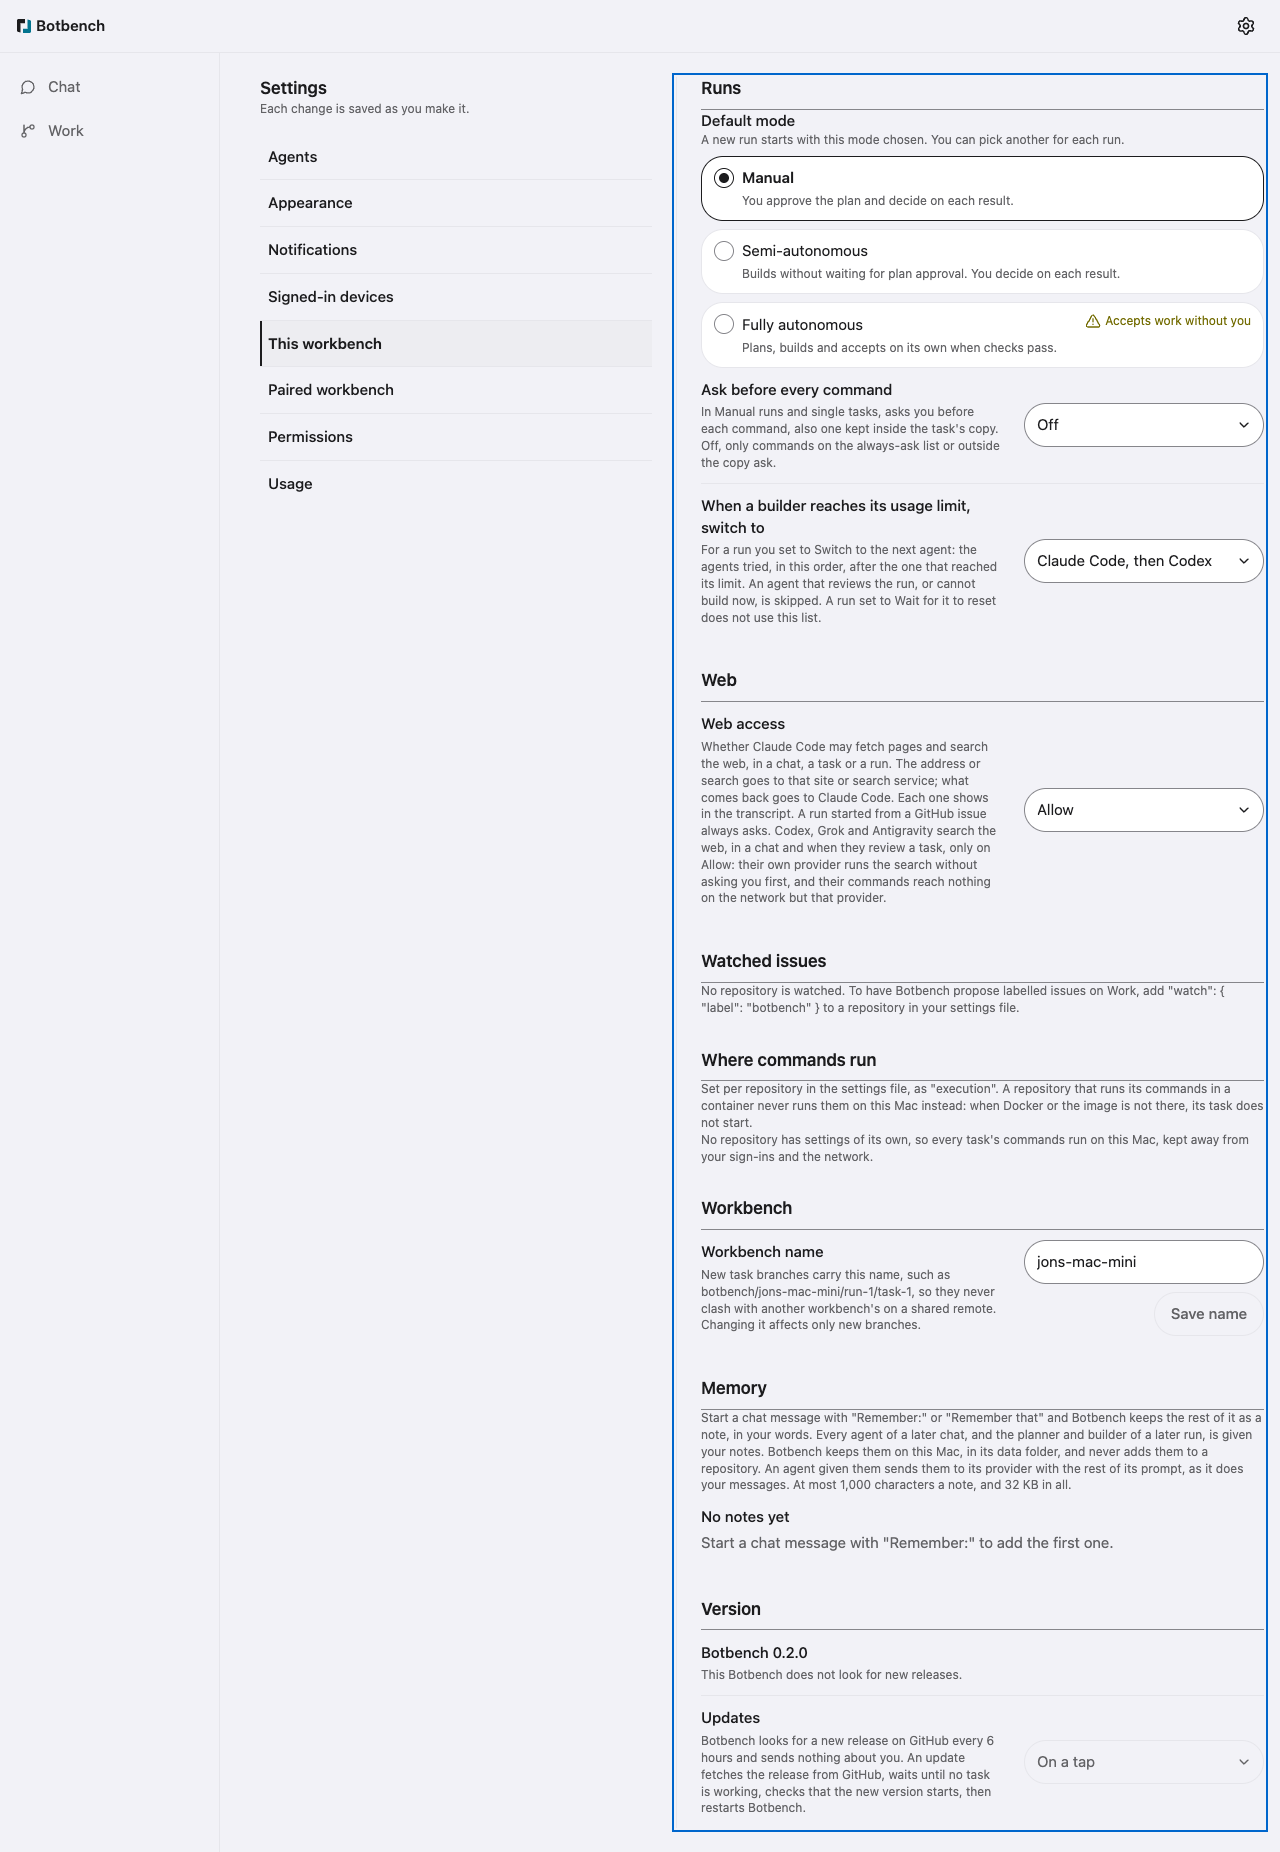 Botbench
Chat
Work
Settings
Each change is saved as you make it.
Agents
Appearance
Notifications
Signed-in devices
This workbench
Paired workbench
Permissions
Usage
Runs
Default mode
A new run starts with this mode chosen. You can pick another for each run.
Manual
You approve the plan and decide on each result.
Semi-autonomous
Builds without waiting for plan approval. You decide on each result.
Fully autonomous
Accepts work without you
Plans, builds and accepts on its own when checks pass.
Ask before every command
In Manual runs and single tasks, asks you before
each command, also one kept inside the task's copy.
Off, only commands on the always-ask list or outside
the copy ask.
Off
When a builder reaches its usage limit,
switch to
For a run you set to Switch to the next agent: the
agents tried, in this order, after the one that reached
its limit. An agent that reviews the run, or cannot
build now, is skipped. A run set to Wait for it to reset
does not use this list.
Claude Code, then Codex
Web
Web access
Whether Claude Code may fetch pages and search
the web, in a chat, a task or a run. The address or
search goes to that site or search service; what
comes back goes to Claude Code. Each one shows
in the transcript. A run started from a GitHub issue
always asks. Codex, Grok and Antigravity search the
web, in a chat and when they review a task, only on
Allow: their own provider runs the search without
asking you first, and their commands reach nothing
on the network but that provider.
Allow
Watched issues
No repository is watched. To have Botbench propose labelled issues on Work, add "watch": {
"label": "botbench" } to a repository in your settings file.
Where commands run
Set per repository in the settings file, as "execution". A repository that runs its commands in a
container never runs them on this Mac instead: when Docker or the image is not there, its task does
not start.
No repository has settings of its own, so every task's commands run on this Mac, kept away from
your sign-ins and the network.
Workbench
Workbench name
New task branches carry this name, such as
botbench/jons-mac-mini/run-1/task-1, so they never
clash with another workbench's on a shared remote.
Changing it affects only new branches.
jons-mac-mini
Save name
Memory
Start a chat message with "Remember:" or "Remember that" and Botbench keeps the rest of it as a
note, in your words. Every agent of a later chat, and the planner and builder of a later run, is given
your notes. Botbench keeps them on this Mac, in its data folder, and never adds them to a
repository. An agent given them sends them to its provider with the rest of its prompt, as it does
your messages. At most 1,000 characters a note, and 32 KB in all.
No notes yet
Start a chat message with "Remember:" to add the first one.
Version
Botbench 0.2.0
This Botbench does not look for new releases.
Updates
Botbench looks for a new release on GitHub every 6
hours and sends nothing about you. An update
fetches the release from GitHub, waits until no task
is working, checks that the new version starts, then
restarts Botbench.
On a tap